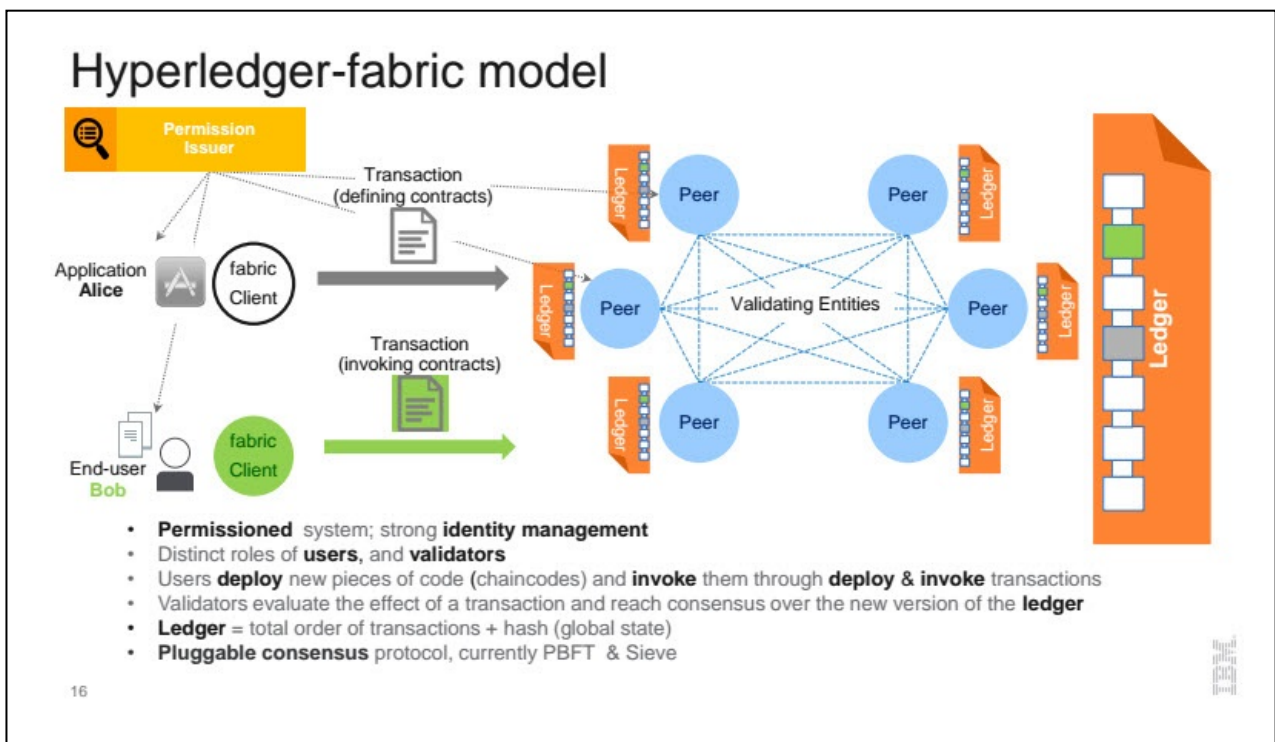 Hyperledger-fabric model
Permission
Issuer
Transaction
(defining contracts)
Application
Alice
fabric
Client
Transaction
(invoking contracts)
End-user
Bob
fabric
Client
Ledger
Peer
Peer
Ledger
Ledger
Peer
Validating Entities
Peer
Ledger
Ledger
Peer
Peer
Ledger
Ledger
• Permissioned system; strong identity management
• Distinct roles of users, and validators
• Users deploy new pieces of code (chaincodes) and invoke them through deploy & invoke transactions
• Validators evaluate the effect of a transaction and reach consensus over the new version of the ledger
• Ledger = total order of transactions + hash (global state)
• Pluggable consensus protocol, currently PBFT & Sieve
16
IBM